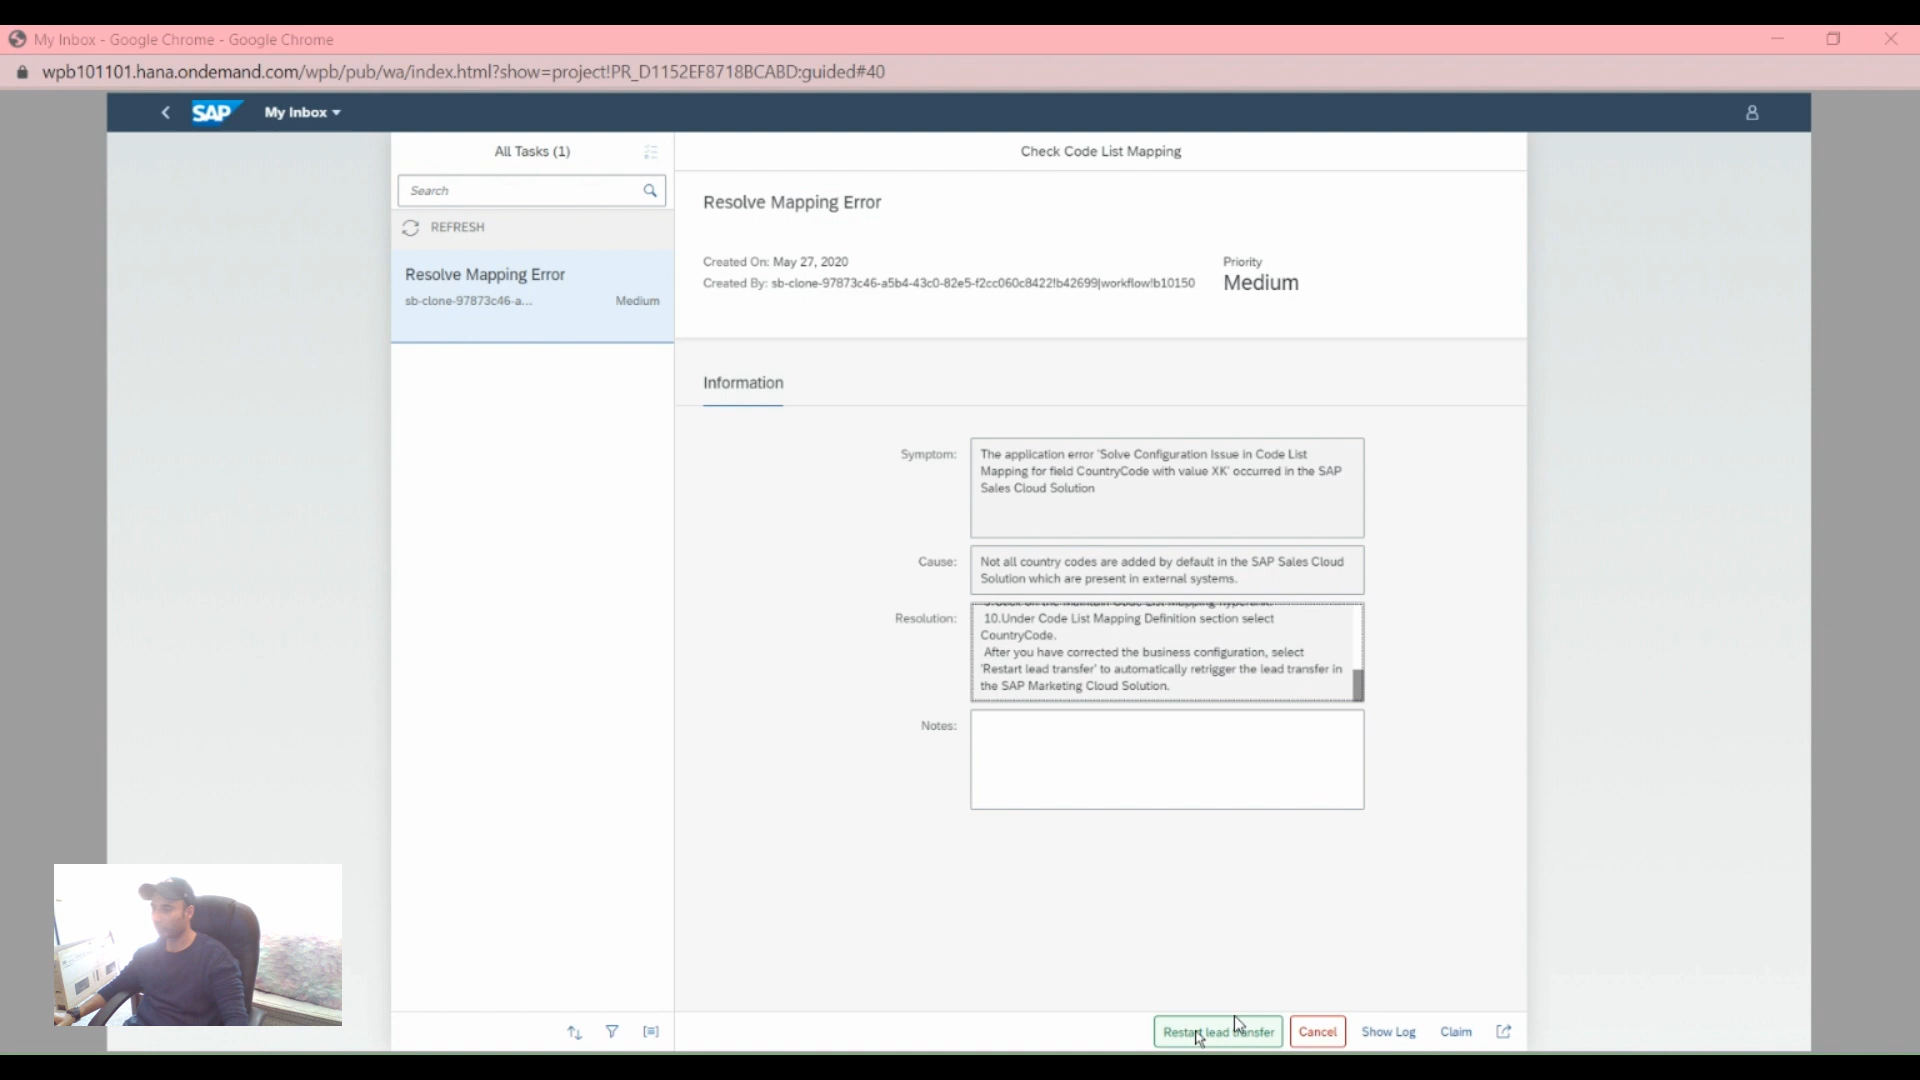 My Inbox - Google Chrome - Google Chrome
wpb101101.hana.ondemand.com/wpb/pub/wa/index.html?show=project!PR_D1152EF8718BCABD:guided#40
SAP
My Inbox
All Tasks (1)
Check Code List Mapping
Search
REFRESH
Resolve Mapping Error
sb-clone-97873c46-a...
Medium
Resolve Mapping Error
Created On: May 27, 2020
Created By: sb-clone-97873c46-a5b4-43c0-82e5-f2cc060c8422!b42699|workflow!b10150
Priority
Medium
Information
Symptom:
The application error 'Solve Configuration Issue in Code List
Mapping for field CountryCode with value XK' occurred in the SAP
Sales Cloud Solution
Cause:
Not all country codes are added by default in the SAP Sales Cloud
Solution which are present in external systems.
Resolution:
10.Under Code List Mapping Definition section select
CountryCode.
After you have corrected the business configuration, select
'Restart lead transfer' to automatically retrigger the lead transfer in
the SAP Marketing Cloud Solution.
Notes:
Restart lead transfer
Cancel
Show Log
Claim